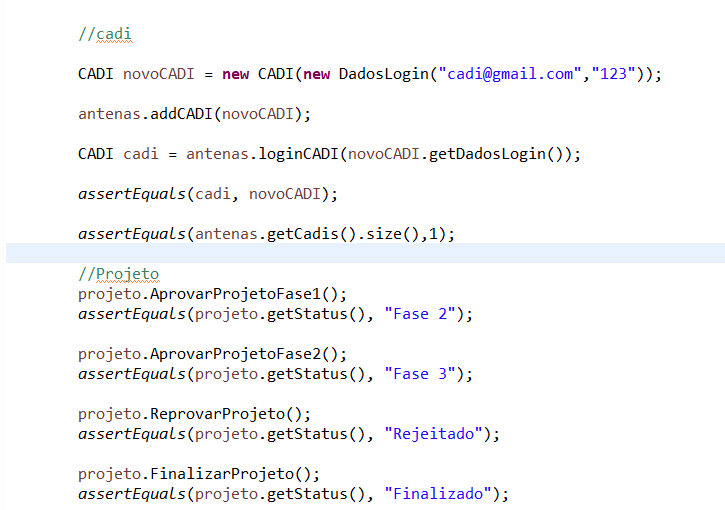 //cadi
CADI novoCADI = new CADI(new DadosLogin("cadi@gmail.com","123"));
antenas.addCADI(novoCADI);
CADI cadi = antenas.loginCADI(novoCADI.getDadosLogin());
assertEquals(cadi, novoCADI);
assertEquals(antenas.getCadis().size(),1);
//Projeto
projeto.AprovarProjetoFase1();
assertEquals(projeto.getStatus(), "Fase 2");
projeto.AprovarProjetoFase2();
assertEquals(projeto.getStatus(), "Fase 3");
projeto.ReprovarProjeto();
assertEquals(projeto.getStatus(), "Rejeitado");
projeto.FinalizarProjeto();
assertEquals(projeto.getStatus(), "Finalizado");